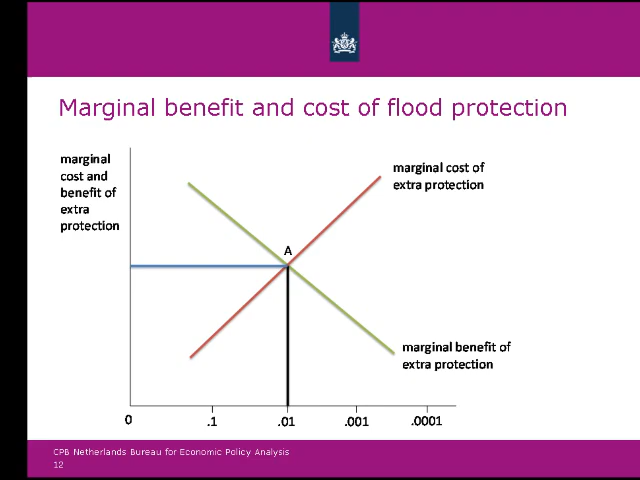 Marginal benefit and cost of flood protection
marginal
cost and
benefit of
extra
protection
marginal cost of
extra protection
A
marginal benefit of
extra protection
0 .1 .01 .001 .0001
CPB Netherlands Bureau for Economic Policy Analysis
12